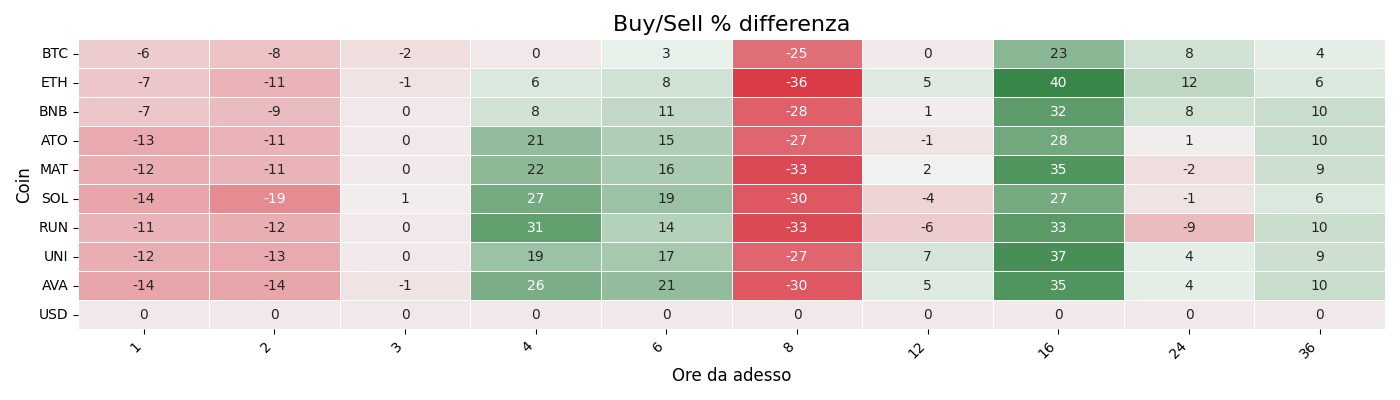 Buy/Sell % differenza
Coin
BTC -6 -8 -2 0 3 -25 0 23 8 4
ETH -7 -11 -1 6 8 -36 5 40 12 6
BNB -7 -9 0 8 11 -28 1 32 8 10
ATO -13 -11 0 21 15 -27 -1 28 1 10
MAT -12 -11 0 22 16 -33 2 35 -2 9
SOL -14 -19 1 27 19 -30 -4 27 -1 6
RUN -11 -12 0 31 14 -33 -6 33 -9 10
UNI -12 -13 0 19 17 -27 7 37 4 9
AVA -14 -14 -1 26 21 -30 5 35 4 10
USD 0 0 0 0 0 0 0 0 0 0
1 2 3 4 6 8 12 16 24 36
Ore da adesso